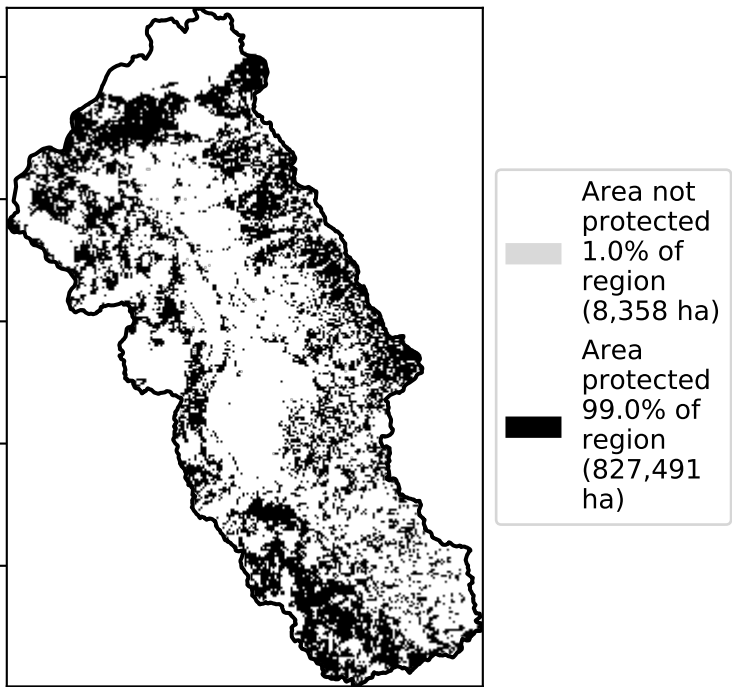 Area not
protected
1.0% of
region
(8,358 ha)
Area
protected
99.0% of
region
(827,491
ha)